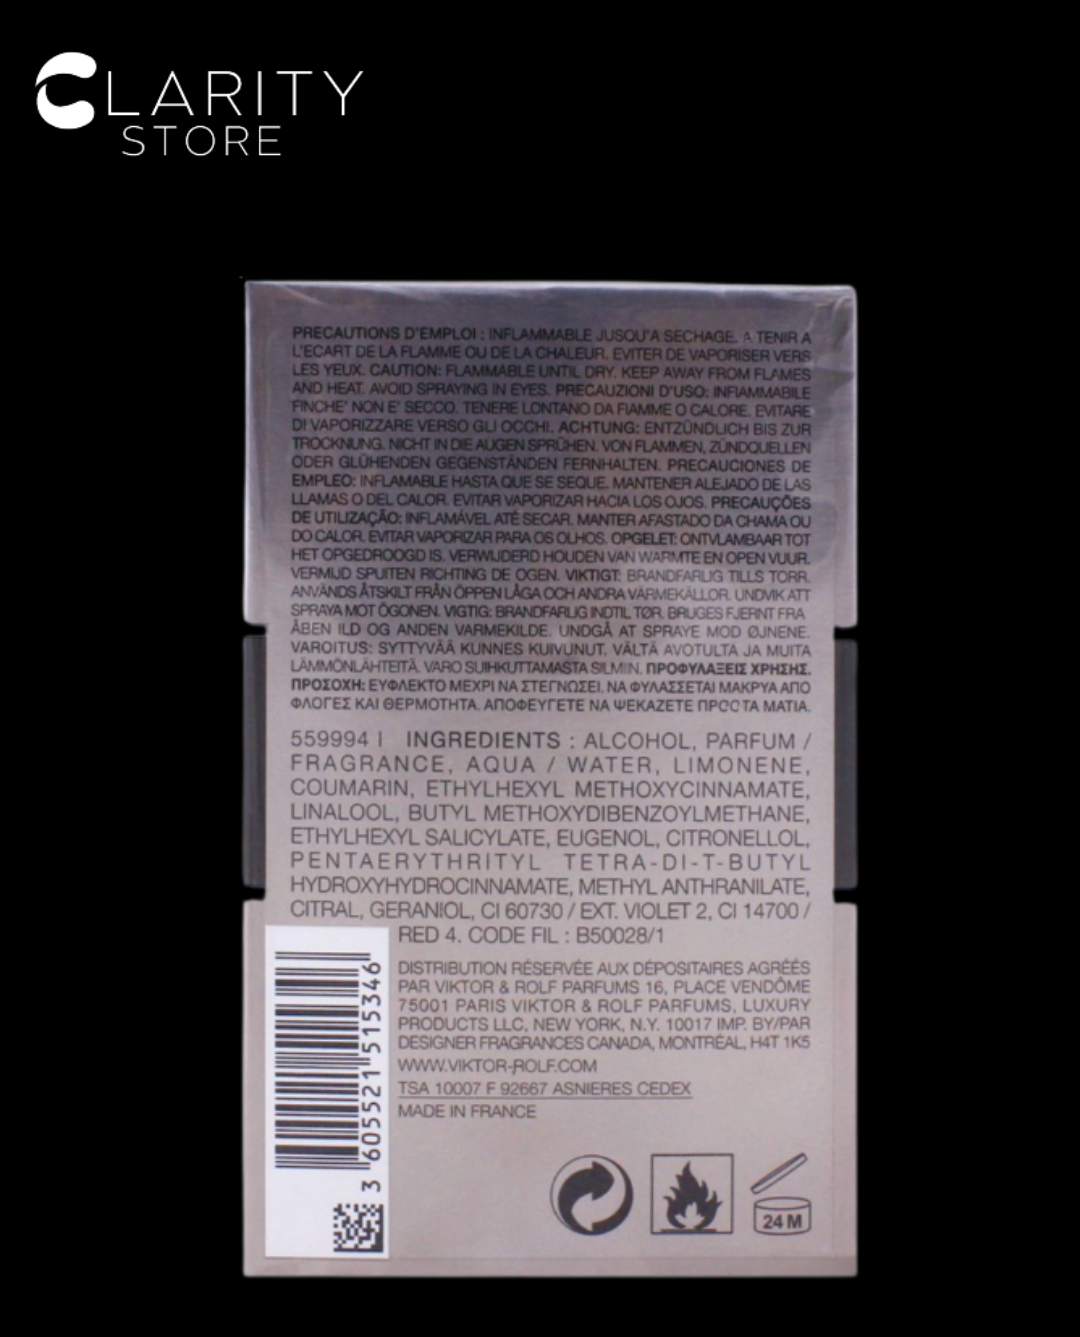 CLARITY
STORE
PRECAUTIONS D'EMPLOI : INFLAMMABLE JUSQU'A SECHAGE. A TENIR A
L'ECART DE LA FLAMME OU DE LA CHALEUR. EVITER DE VAPORISER VERS
LES YEUX. CAUTION: FLAMMABLE UNTIL DRY. KEEP AWAY FROM FLAMES
AND HEAT. AVOID SPRAYING IN EYES. PRECAUZIONI D'USO: INFIAMMABILE
FINCHE' NON E' SECCO. TENERE LONTANO DA FIAMME O CALORE. EVITARE
DI VAPORIZZARE VERSO GLI OCCHI. ACHTUNG: ENTZÜNDLICH BIS ZUR
TROCKNUNG. NICHT IN DIE AUGEN SPRÜHEN. VON FLAMMEN, ZÜNDQUELLEN
ODER GLÜHENDEN GEGENSTÄNDEN FERNHALTEN. PRECAUCIONES DE
EMPLEO: INFLAMABLE HASTA QUE SE SEQUE. MANTENER ALEJADO DE LAS
LLAMAS O DEL CALOR. EVITAR VAPORIZAR HACIA LOS OJOS. PRECAUÇÕES
DE UTILIZAÇÃO: INFLAMÁVEL ATÉ SECAR. MANTER AFASTADO DA CHAMA OU
DO CALOR. EVITAR VAPORIZAR PARA OS OLHOS. OPGELET: ONTVLAMBAAR TOT
HET OPGEDROOGD IS. VERWIJDERD HOUDEN VAN WARMTE EN OPEN VUUR.
VERMIJD SPUITEN RICHTING DE OGEN. VIKTIGT: BRANDFARLIG TILLS TORR.
ANVÄNDS ÅTSKILT FRÅN ÖPPEN LÅGA OCH ANDRA VÄRMEKÄLLOR. UNDVIK ATT
SPRAYA MOT ÖGONEN. VIGTIG: BRANDFARLIG INDTIL TØR. BRUGES FJERNT FRA
ÅBEN ILD OG ANDEN VARMEKILDE. UNDGÅ AT SPRAYE MOD ØJNENE.
VAROITUS: SYTTYVÄÄ KUNNES KUIVUNUT. VÄLTÄ AVOTULTA JA MUITA
LÄMMÖNLÄHTEITÄ. VARO SUIHKUTTAMASTA SILMIN. ΠΡΟΦΥΛΑΞΕΙΣ ΧΡΗΣΗΣ.
ΠΡΟΣΟΧΗ: ΕΥΦΛΕΚΤΟ ΜΕΧΡΙ ΝΑ ΣΤΕΓΝΩΣΕΙ. ΝΑ ΦΥΛΑΣΣΕΤΑΙ ΜΑΚΡΥΑ ΑΠΟ
ΦΛΟΓΕΣ ΚΑΙ ΘΕΡΜΟΤΗΤΑ. ΑΠΟΦΕΥΓΕΤΕ ΝΑ ΨΕΚΑΖΕΤΕ ΠΡΟΣ ΤΑ ΜΑΤΙΑ.
559994 I INGREDIENTS : ALCOHOL, PARFUM /
FRAGRANCE, AQUA / WATER, LIMONENE,
COUMARIN, ETHYLHEXYL METHOXYCINNAMATE,
LINALOOL, BUTYL METHOXYDIBENZOYLMETHANE,
ETHYLHEXYL SALICYLATE, EUGENOL, CITRONELLOL,
PENTAERYTHRITYL TETRA-DI-T-BUTYL
HYDROXYHYDROCINNAMATE, METHYL ANTHRANILATE,
CITRAL, GERANIOL, CI 60730 / EXT. VIOLET 2, CI 14700 /
RED 4. CODE FIL : B50028/1
DISTRIBUTION RÉSERVÉE AUX DÉPOSITAIRES AGRÉÉS
PAR VIKTOR & ROLF PARFUMS 16, PLACE VENDÔME
75001 PARIS VIKTOR & ROLF PARFUMS, LUXURY
PRODUCTS LLC, NEW YORK, N.Y. 10017 IMP. BY/PAR
DESIGNER FRAGRANCES CANADA, MONTRÉAL, H4T 1K5
WWW.VIKTOR-ROLF.COM
TSA 10007 F 92667 ASNIERES CEDEX
MADE IN FRANCE
3 605521 515346
24 M